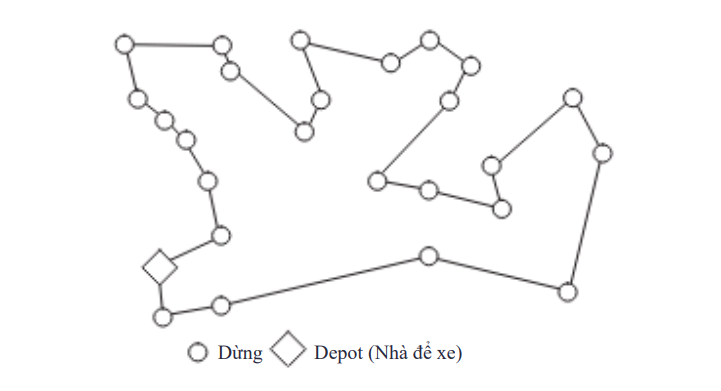 Dừng Depot (Nhà để xe)